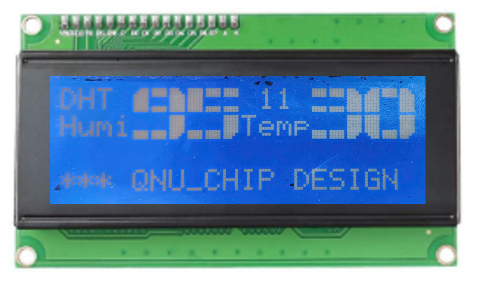 DHT 95 11 30
Humi Temp
*** QNU_CHIP DESIGN